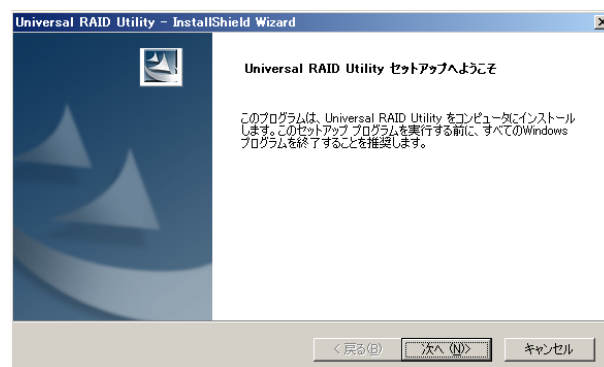 Universal RAID Utility - InstallShield Wizard
Universal RAID Utility セットアップへようこそ
このプログラムは、Universal RAID Utility をコンピュータにインストール
します。このセットアップ プログラムを実行する前に、すべてのWindows
プログラムを終了することを推奨します。
< 戻る(B) 次へ (N)> キャンセル